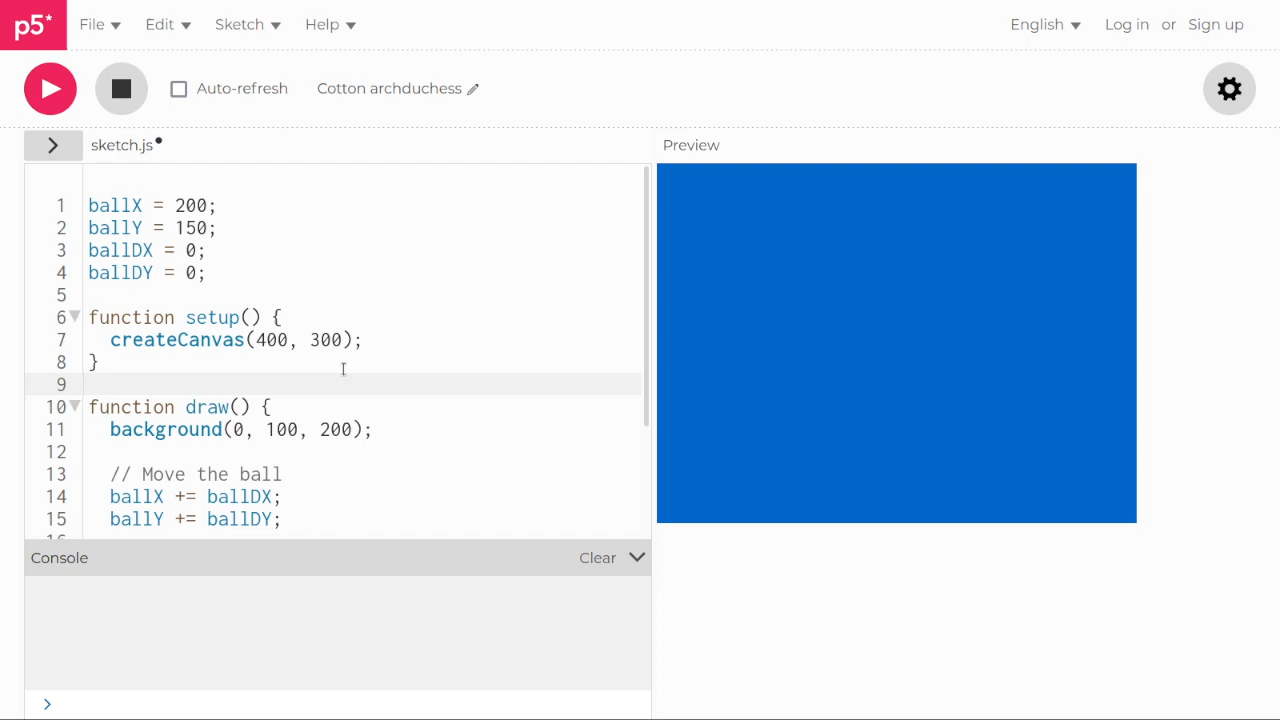 p5* File Edit Sketch Help English Log in or Sign up
Auto-refresh Cotton archduchess
sketch.js Preview
1 ballX = 200;
2 ballY = 150;
3 ballDX = 0;
4 ballDY = 0;
5
6 function setup() {
7 createCanvas(400, 300);
8 }
9
10 function draw() {
11 background(0, 100, 200);
12
13 // Move the ball
14 ballX += ballDX;
15 ballY += ballDY;
Console Clear
>